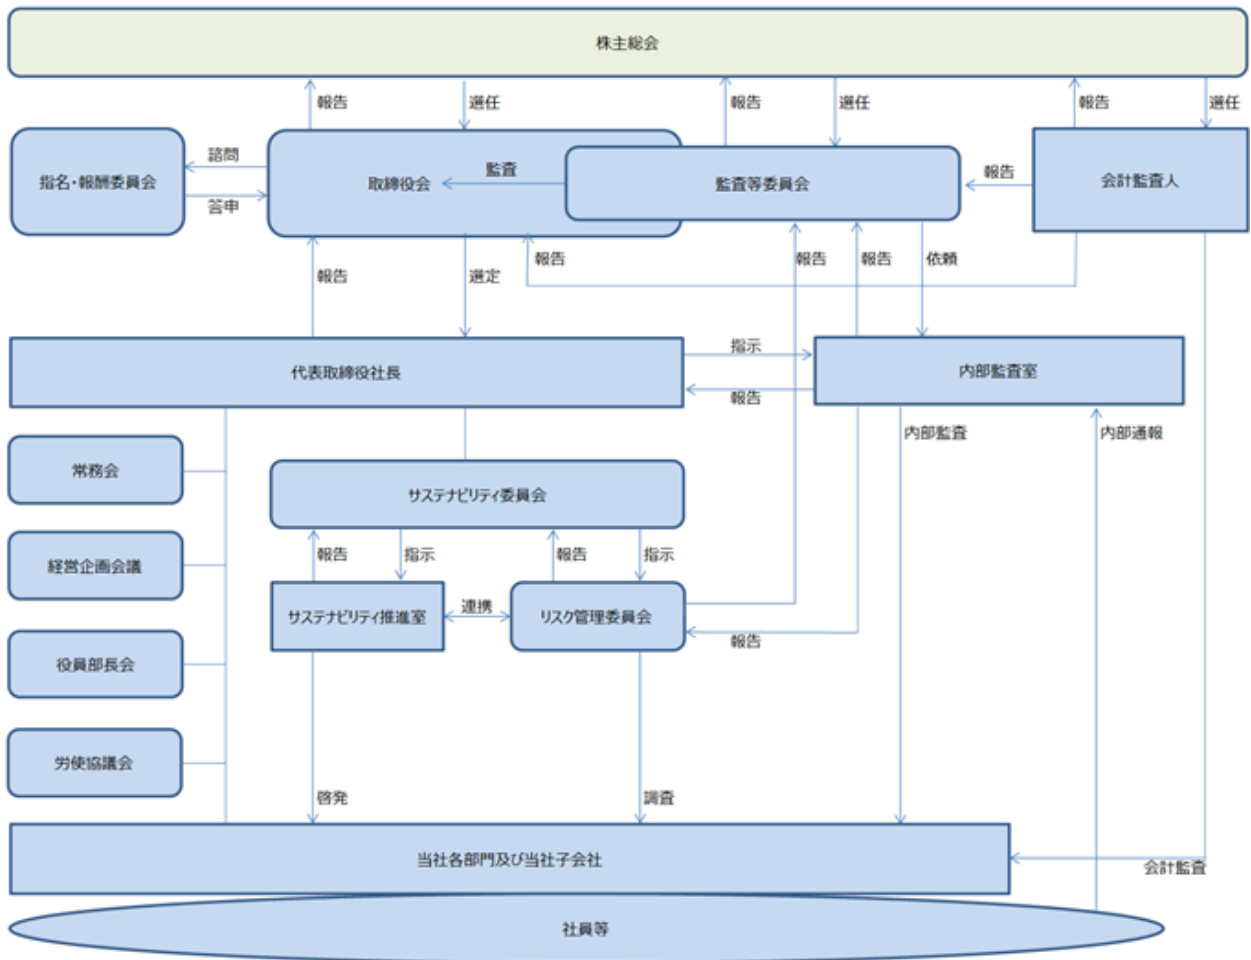 株主総会
報告
選任
報告
選任
報告
選任
指名・報酬委員会
諮問
答申
取締役会
監査
監査等委員会
報告
会計監査人
報告
選定
報告
報告
報告
依頼
代表取締役社長
指示
報告
内部監査室
内部監査
内部通報
常務会
サステナビリティ委員会
経営企画会議
報告
指示
報告
指示
サステナビリティ推進室
連携
リスク管理委員会
報告
役員部長会
労使協議会
啓発
調査
当社各部門及び当社子会社
会計監査
社員等